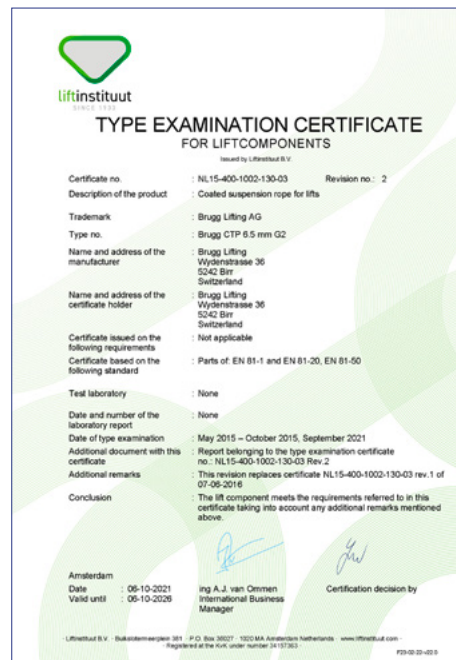 liftinstituut
SINCE 1933
TYPE EXAMINATION CERTIFICATE
FOR LIFTCOMPONENTS
Issued by Liftinstituut B.V.
Certificate no. : NL15-400-1002-130-03 Revision no.: 2
Description of the product : Coated suspension rope for lifts
Trademark : Brugg Lifting AG
Type no. : Brugg CTP 6.5 mm G2
Name and address of the : Brugg Lifting
manufacturer Wydenstrasse 36
5242 Birr
Switzerland
Name and address of the : Brugg Lifting
certificate holder Wydenstrasse 36
5242 Birr
Switzerland
Certificate issued on the : Not applicable
following requirements
Certificate based on the : Parts of: EN 81-1 and EN 81-20, EN 81-50
following standard
Test laboratory : None
Date and number of the : None
laboratory report
Date of type examination : May 2015 – October 2015, September 2021
Additional document with this : Report belonging to the type examination certificate
certificate no.: NL15-400-1002-130-03 Rev.2
Additional remarks : This revision replaces certificate NL15-400-1002-130-03 rev.1 of
07-06-2016
Conclusion : The lift component meets the requirements referred to in this
certificate taking into account any additional remarks mentioned
above.
Amsterdam
Date : 06-10-2021 ing A.J. van Ommen Certification decision by
Valid until : 06-10-2026 International Business
Manager
- Liftinstituut B.V. - Buikslotermeerplein 381 - P.O. Box 36027 - 1020 MA Amsterdam Netherlands - www.liftinstituut.com -
- Registered at the KvK under number 34157363 -